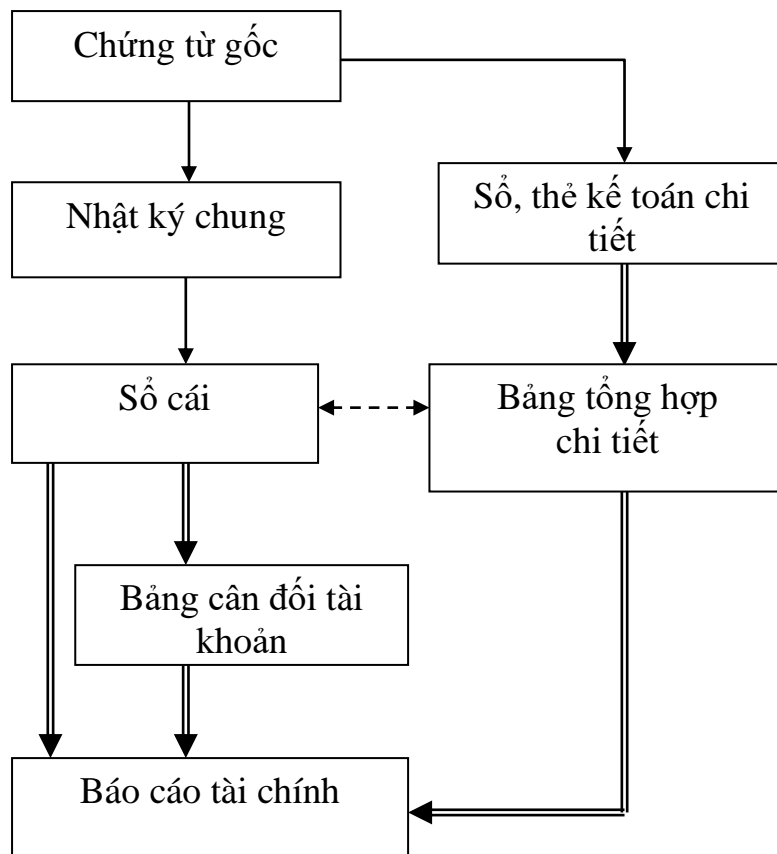 Chứng từ gốc
Nhật ký chung
Sổ, thẻ kế toán chi
tiết
Sổ cái
Bảng tổng hợp
chi tiết
Bảng cân đối tài
khoản
Báo cáo tài chính